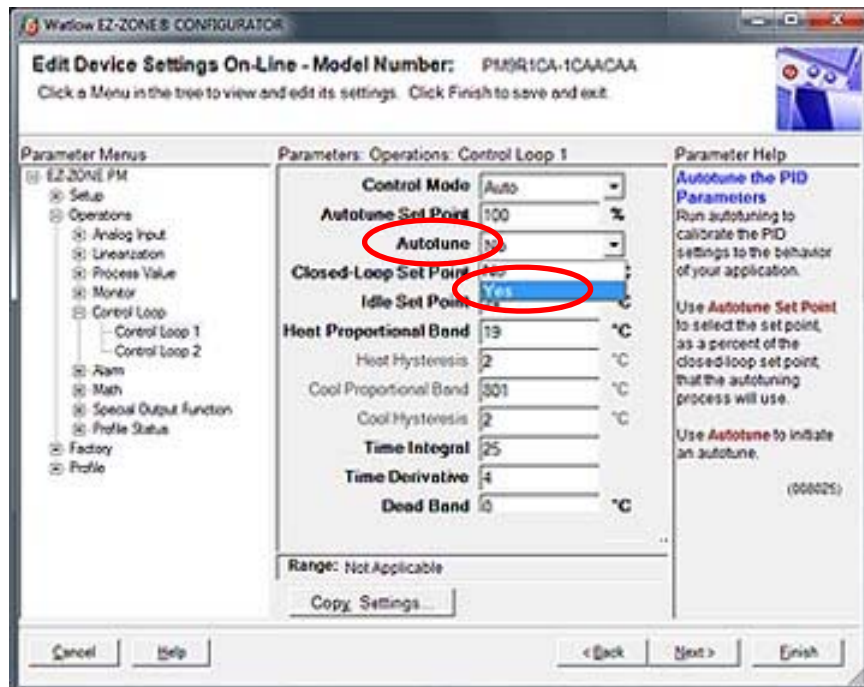 Watlow EZ-ZONE® CONFIGURATOR
Edit Device Settings On-Line - Model Number: PM9R1CA-1CAACAA
Click a Menu in the tree to view and edit its settings. Click Finish to save and exit.
Parameter Menus
EZ-ZONE PM
Setup
Operations
Analog Input
Linearization
Process Value
Monitor
Control Loop
Control Loop 1
Control Loop 2
Alarm
Math
Special Output Function
Profile Status
Factory
Profile
Parameters: Operations: Control Loop 1
Control Mode Auto
Autotune Set Point 100 %
Autotune No
Closed-Loop Set Point No
Yes
Idle Set Point °C
Heat Proportional Band 19 °C
Heat Hysteresis 2 °C
Cool Proportional Band 801 °C
Cool Hysteresis 2 °C
Time Integral 25
Time Derivative 4
Dead Band 0 °C
Range: Not Applicable
Copy Settings...
Parameter Help
Autotune the PID
Parameters
Run autotuning to
calibrate the PID
settings to the behavior
of your application.
Use Autotune Set Point
to select the set point,
as a percent of the
closed-loop set point,
that the autotuning
process will use.
Use Autotune to initiate
an autotune.
(008025)
Cancel
Help
< Back
Next >
Finish